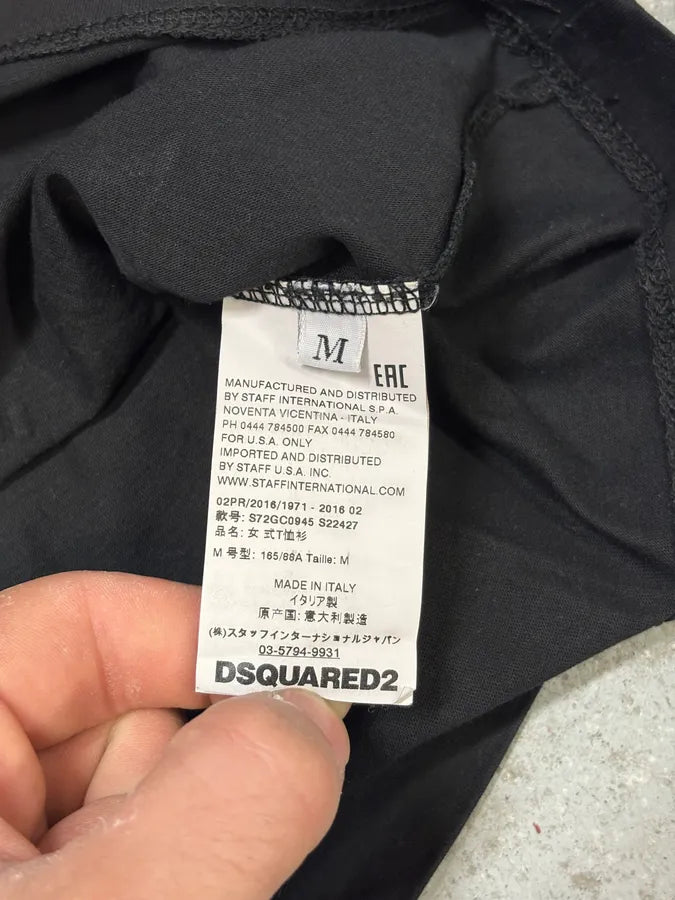 M
EAC
MANUFACTURED AND DISTRIBUTED
BY STAFF INTERNATIONAL S.P.A.
NOVENTA VICENTINA - ITALY
PH 0444 784500 FAX 0444 784580
FOR U.S.A. ONLY
IMPORTED AND DISTRIBUTED
BY STAFF U.S.A. INC.
WWW.STAFFINTERNATIONAL.COM
02PR/2016/1971 - 2016 02
款号: S72GC0945 S22427
品名: 女 式T恤衫
M 号型: 165/88A Taille: M
MADE IN ITALY
イタリア製
原产国: 意大利製造
(株)スタッフインターナショナルジャパン
03-5794-9931
DSQUARED2